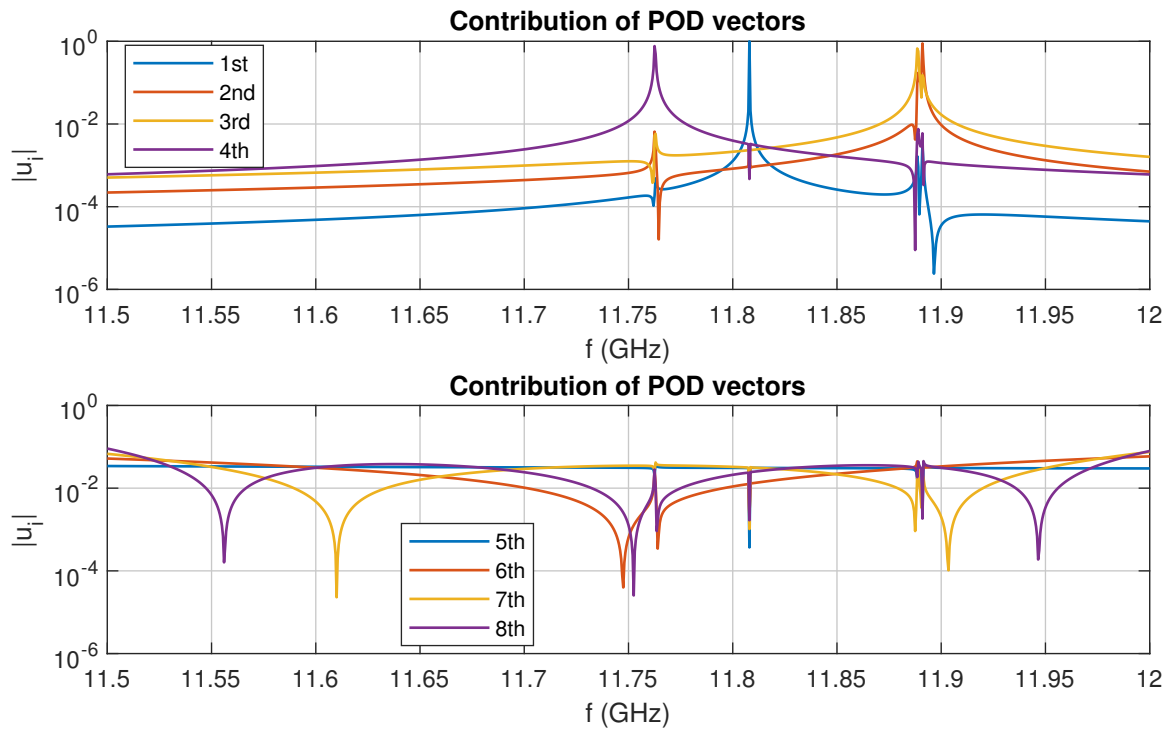 Contribution of POD vectors
10^0
10^-2
10^-4
10^-6
|u_i|
1st
2nd
3rd
4th
11.5 11.55 11.6 11.65 11.7 11.75 11.8 11.85 11.9 11.95 12
f (GHz)
Contribution of POD vectors
10^0
10^-2
10^-4
10^-6
|u_i|
5th
6th
7th
8th
11.5 11.55 11.6 11.65 11.7 11.75 11.8 11.85 11.9 11.95 12
f (GHz)